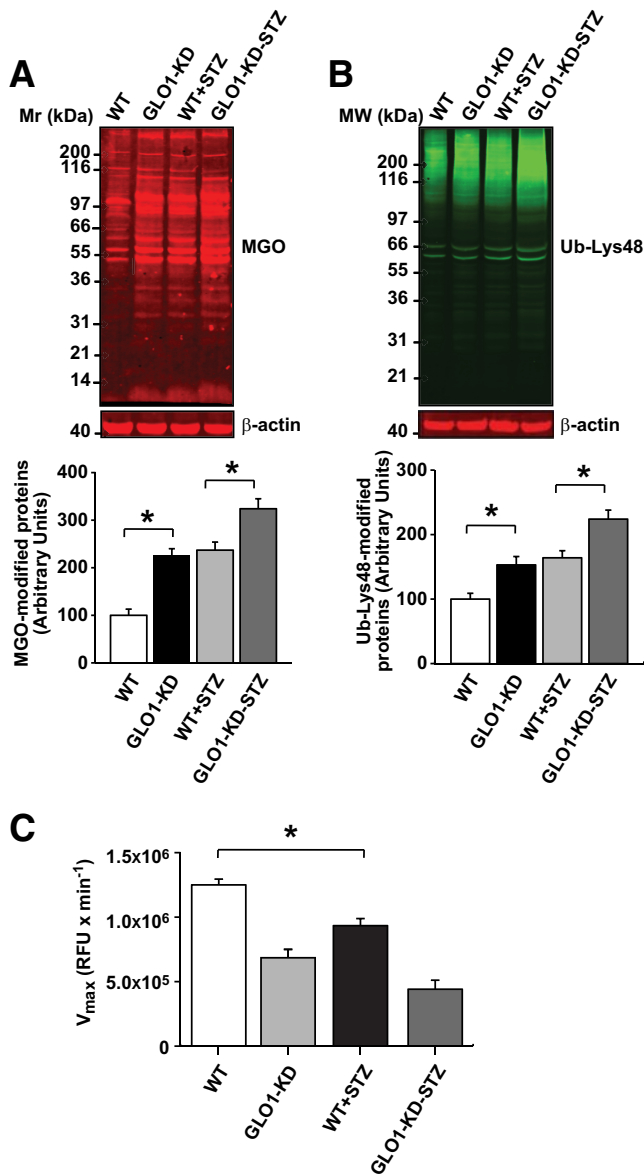 A
WT
GLO1-KD
WT+STZ
GLO1-KD-STZ
Mr (kDa)
200
116
97
66
55
36
31
21
14
MGO
40
β-actin
MGO-modified proteins
(Arbitrary Units)
400
300
200
100
0
*
*
WT
GLO1-KD
WT+STZ
GLO1-KD-STZ
B
WT
GLO1-KD
WT+STZ
GLO1-KD-STZ
MW (kDa)
200
116
97
66
55
36
31
21
Ub-Lys48
40
β-actin
Ub-Lys48-modified
proteins (Arbitrary Units)
300
200
100
0
*
*
WT
GLO1-KD
WT+STZ
GLO1-KD-STZ
C
Vmax (RFU x min-1)
1.5x10⁶
1.0x10⁶
5.0x10⁵
0
*
WT
GLO1-KD
WT+STZ
GLO1-KD-STZ